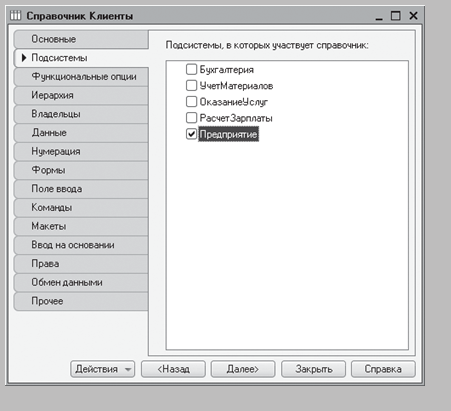 Справочник Клиенты
Основные
Подсистемы
Функциональные опции
Иерархия
Владельцы
Данные
Нумерация
Формы
Поле ввода
Команды
Макеты
Ввод на основании
Права
Обмен данными
Прочее
Подсистемы, в которых участвует справочник:
Бухгалтерия
УчетМатериалов
ОказаниеУслуг
РасчетЗарплаты
Предприятие
Действия
<Назад
Далее>
Закрыть
Справка